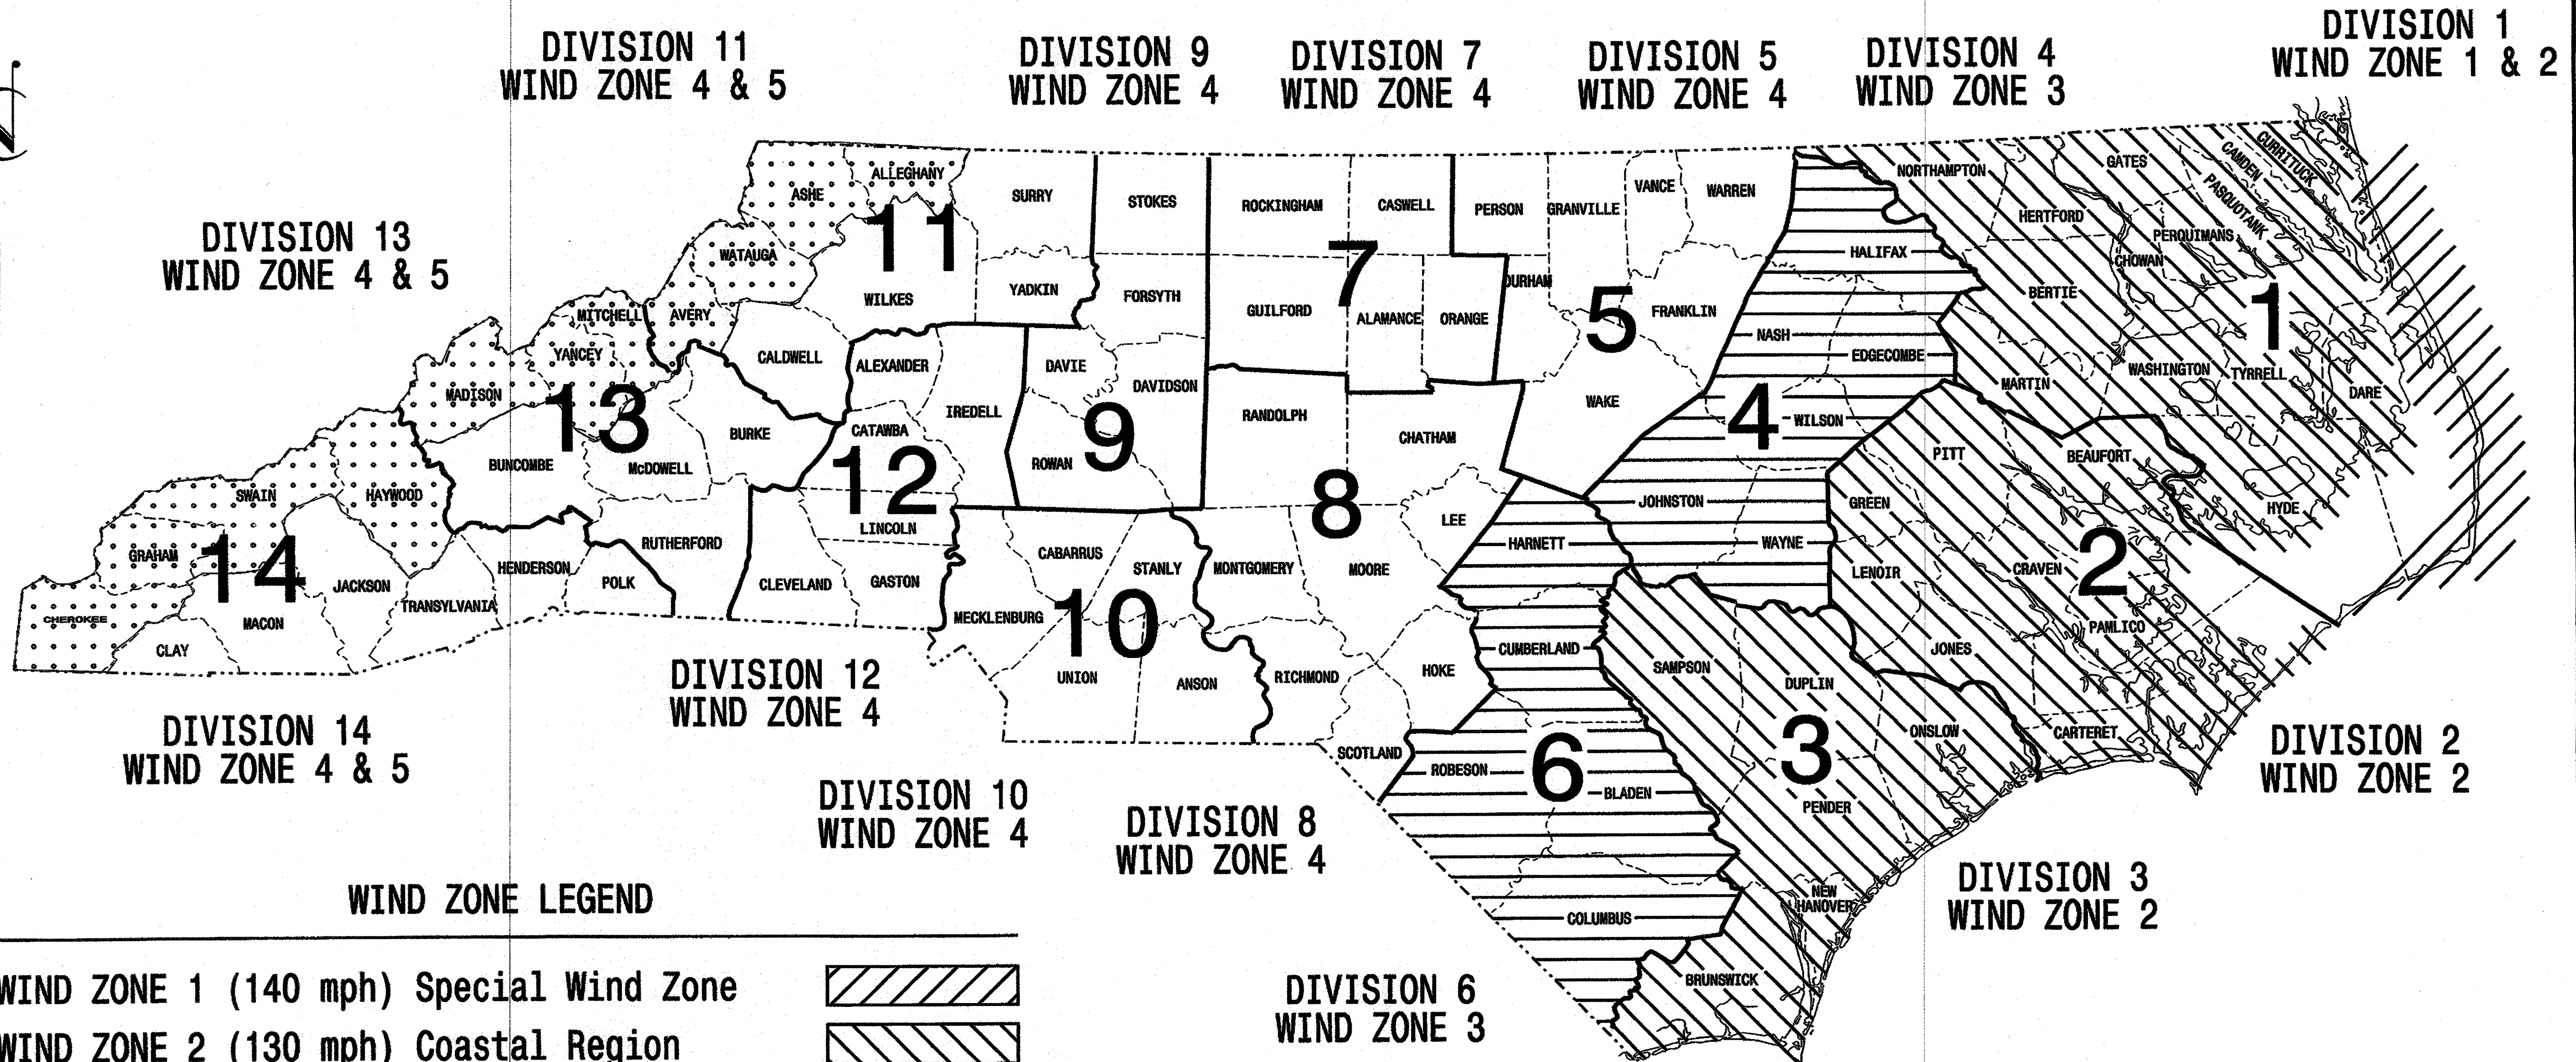 DIVISION 11
WIND ZONE 4 & 5
DIVISION 9
WIND ZONE 4
DIVISION 7
WIND ZONE 4
DIVISION 5
WIND ZONE 4
DIVISION 4
WIND ZONE 3
DIVISION 1
WIND ZONE 1 & 2
DIVISION 13
WIND ZONE 4 & 5
N
ASHE
ALLEGHANY
SURRY
STOKES
ROCKINGHAM
CASWELL
PERSON
GRANVILLE
VANCE
WARREN
NORTHAMPTON
GATES
CAMDEN
CURRITUCK
PASQUOTANK
HERTFORD
PERQUIMANS
CHOWAN
11
WATAUGA
WILKES
YADKIN
FORSYTH
7
GUILFORD
ALAMANCE
ORANGE
DURHAM
5
FRANKLIN
HALIFAX
NASH
EDGECOMBE
BERTIE
1
MITCHELL
AVERY
YANCEY
CALDWELL
ALEXANDER
DAVIE
DAVIDSON
MADISON
13
BURKE
IREDELL
CATAWBA
9
ROWAN
RANDOLPH
CHATHAM
WAKE
4
WILSON
MARTIN
WASHINGTON
TYRRELL
DARE
BUNCOMBE
McDOWELL
12
LINCOLN
8
LEE
JOHNSTON
PITT
BEAUFORT
HYDE
SWAIN
HAYWOOD
GRAHAM
14
JACKSON
TRANSYLVANIA
HENDERSON
RUTHERFORD
POLK
CLEVELAND
GASTON
CABARRUS
STANLY
MONTGOMERY
MOORE
HARNETT
WAYNE
GREEN
LENOIR
CRAVEN
2
PAMLICO
CHEROKEE
MACON
CLAY
MECKLENBURG
10
UNION
ANSON
RICHMOND
HOKE
CUMBERLAND
SAMPSON
DUPLIN
JONES
ONSLOW
CARTERET
SCOTLAND
ROBESON
6
BLADEN
3
PENDER
COLUMBUS
NEW
HANOVER
BRUNSWICK
DIVISION 14
WIND ZONE 4 & 5
DIVISION 12
WIND ZONE 4
DIVISION 10
WIND ZONE 4
DIVISION 8
WIND ZONE 4
DIVISION 2
WIND ZONE 2
DIVISION 3
WIND ZONE 2
DIVISION 6
WIND ZONE 3
WIND ZONE LEGEND
WIND ZONE 1 (140 mph) Special Wind Zone
WIND ZONE 2 (130 mph) Coastal Region